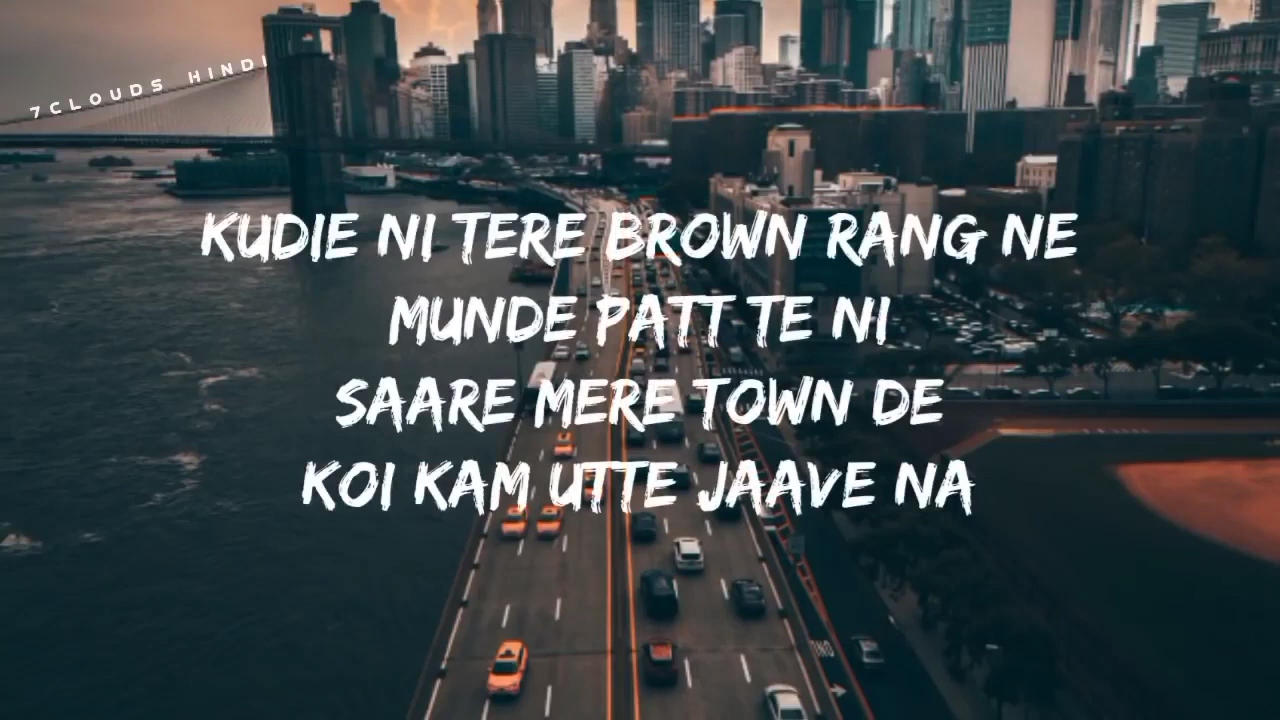 7CLOUDS HINDI
KUDIE NI TERE BROWN RANG NE
MUNDE PATT TE NI
SAARE MERE TOWN DE
KOI KAM UTTE JAAVE NA